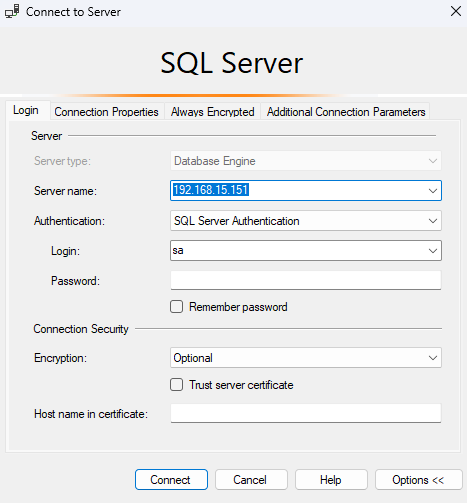 Connect to Server
SQL Server
Login Connection Properties Always Encrypted Additional Connection Parameters
Server
Server type: Database Engine
Server name: 192.168.15.151
Authentication: SQL Server Authentication
Login: sa
Password:
Remember password
Connection Security
Encryption: Optional
Trust server certificate
Host name in certificate:
Connect Cancel Help Options <<